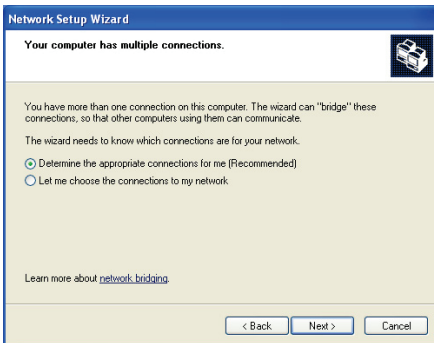 Network Setup Wizard
Your computer has multiple connections.
You have more than one connection on this computer. The wizard can "bridge" these
connections, so that other computers using them can communicate.
The wizard needs to know which connections are for your network.
Determine the appropriate connections for me (Recommended)
Let me choose the connections to my network
Learn more about network bridging.
< Back Next > Cancel